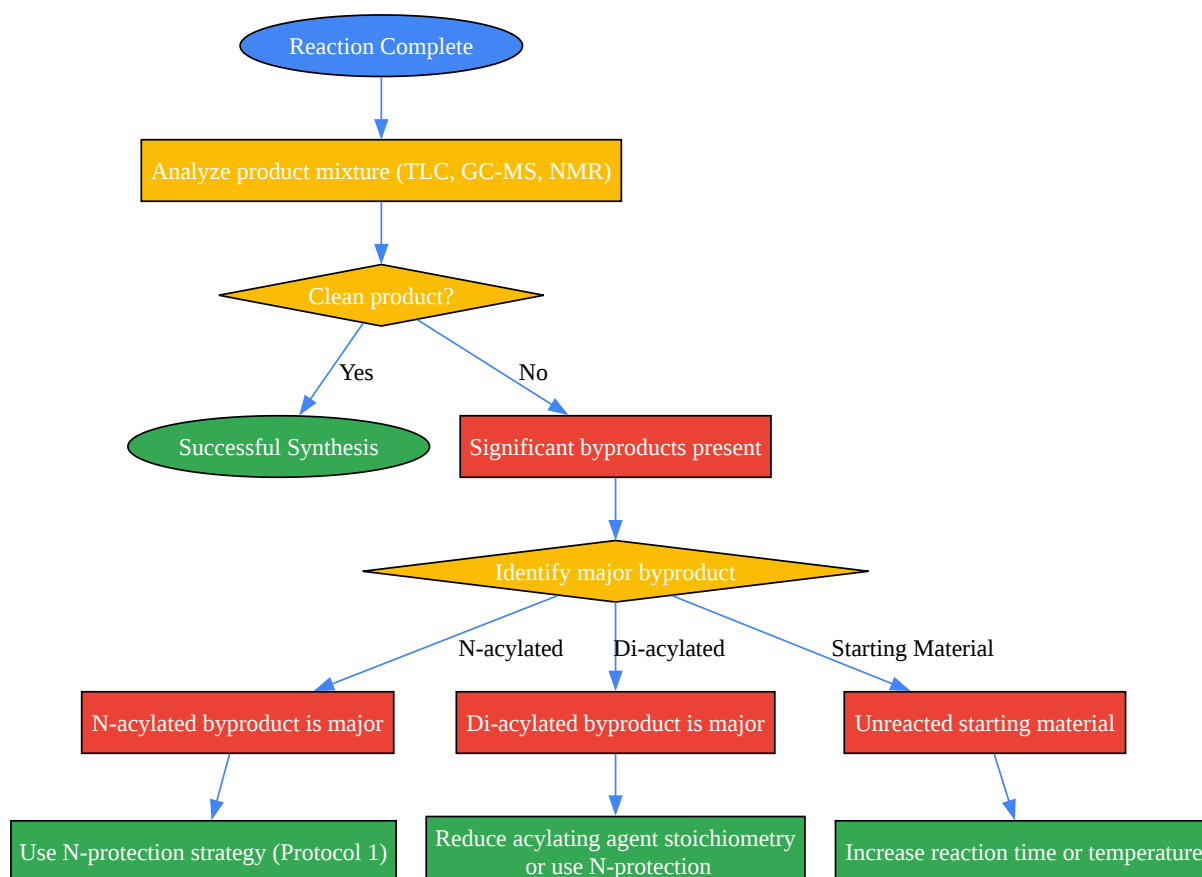 Reaction Complete
Analyze product mixture (TLC, GC-MS, NMR)
Clean product?
Yes
No
Successful Synthesis
Significant byproducts present
Identify major byproduct
N-acylated
Di-acylated
Starting Material
N-acylated byproduct is major
Di-acylated byproduct is major
Unreacted starting material
Use N-protection strategy (Protocol 1)
Reduce acylating agent stoichiometry
or use N-protection
Increase reaction time or temperature